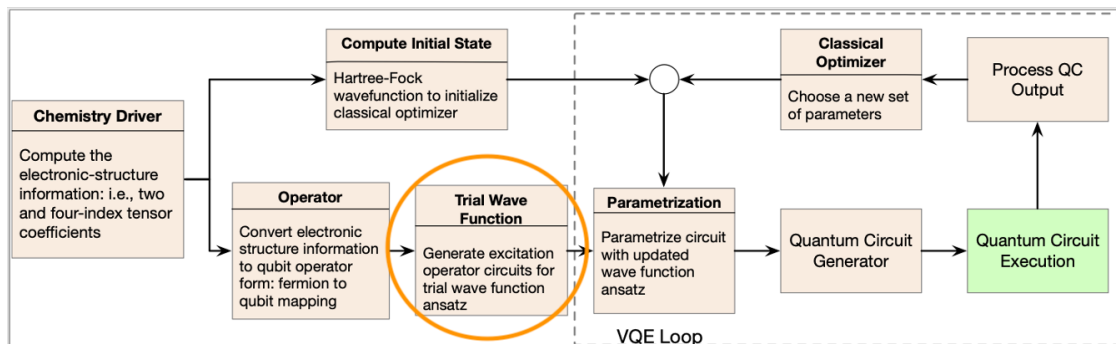 Chemistry Driver
Compute the
electronic-structure
information: i.e., two
and four-index tensor
coefficients
Compute Initial State
Hartree-Fock
wavefunction to initialize
classical optimizer
Operator
Convert electronic
structure information
to qubit operator
form: fermion to
qubit mapping
Trial Wave
Function
Generate excitation
operator circuits for
trial wave function
ansatz
Parametrization
Parametrize circuit
with updated
wave function
ansatz
Quantum Circuit
Generator
Quantum Circuit
Execution
Process QC
Output
Classical
Optimizer
Choose a new set
of parameters
VQE Loop